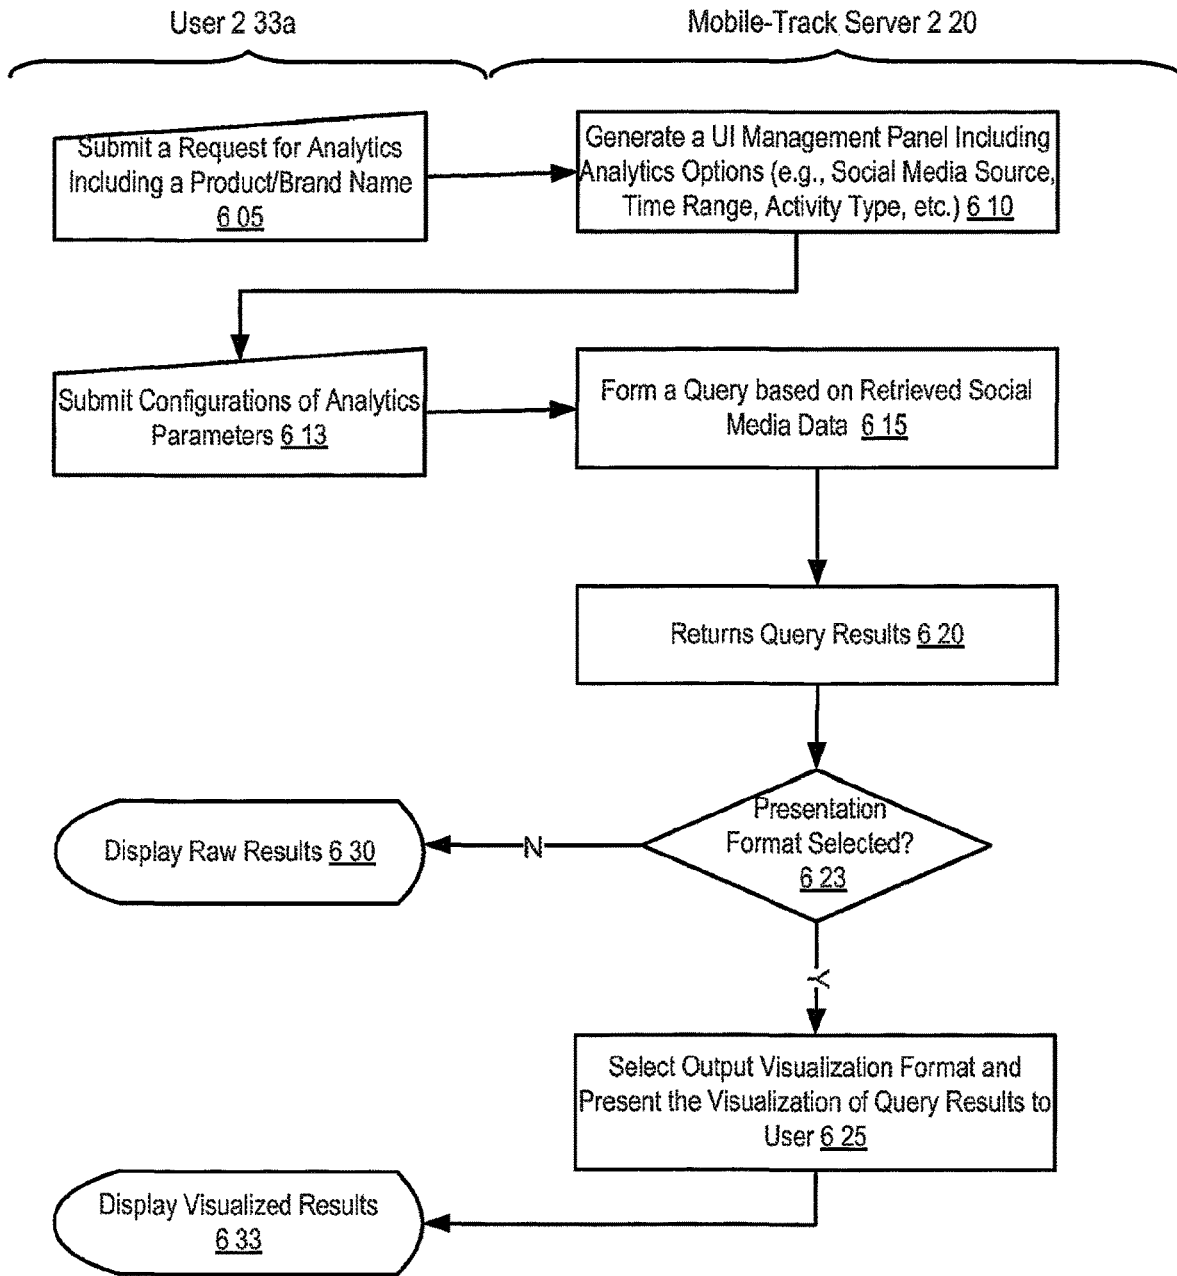 User 2 33a
Mobile-Track Server 2 20
Submit a Request for Analytics
Including a Product/Brand Name
6 05
Generate a UI Management Panel Including
Analytics Options (e.g., Social Media Source,
Time Range, Activity Type, etc.) 6 10
Submit Configurations of Analytics
Parameters 6 13
Form a Query based on Retrieved Social
Media Data 6 15
Returns Query Results 6 20
Presentation
Format Selected?
6 23
N
Display Raw Results 6 30
Y
Select Output Visualization Format and
Present the Visualization of Query Results to
User 6 25
Display Visualized Results
6 33